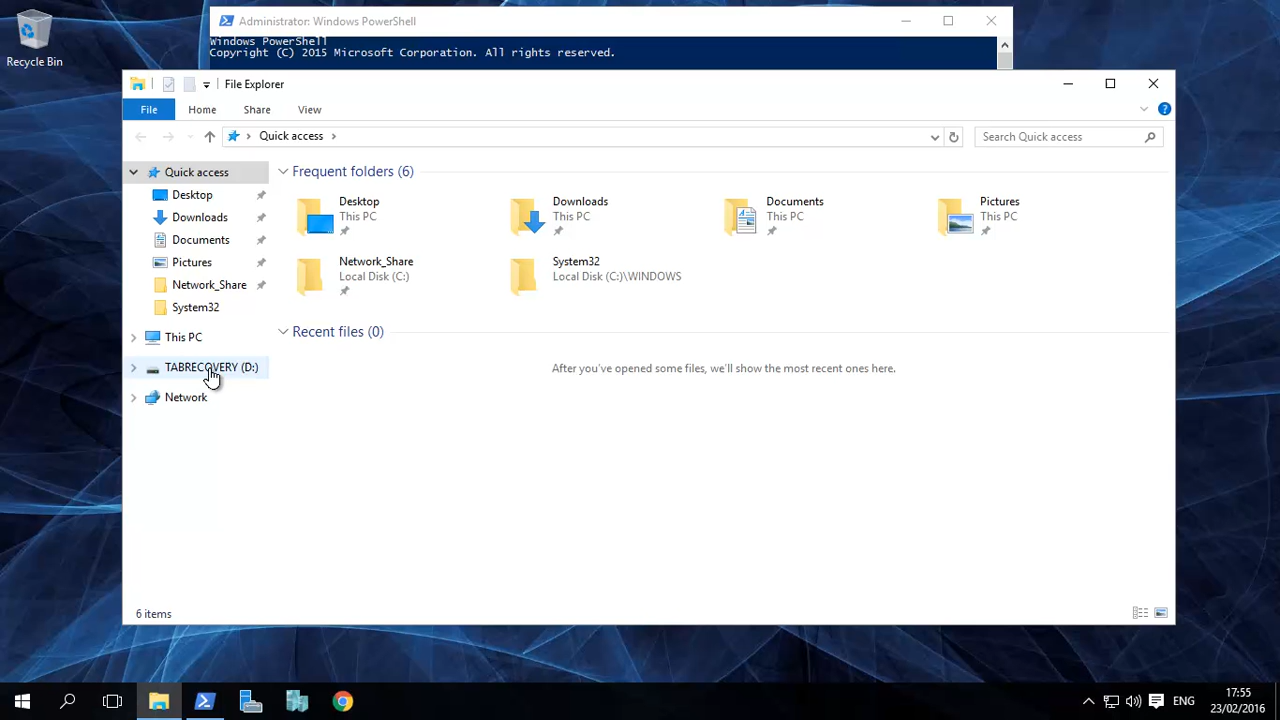 Recycle Bin
Administrator: Windows PowerShell
Windows PowerShell
Copyright (C) 2015 Microsoft Corporation. All rights reserved.
File Explorer
File
Home
Share
View
Quick access
Search Quick access
Quick access
Desktop
Downloads
Documents
Pictures
Network_Share
System32
This PC
TABRECOVERY (D:)
Network
Frequent folders (6)
Desktop
This PC
Downloads
This PC
Documents
This PC
Pictures
This PC
Network_Share
Local Disk (C:)
System32
Local Disk (C:)\WINDOWS
Recent files (0)
After you've opened some files, we'll show the most recent ones here.
6 items
ENG
17:55
23/02/2016